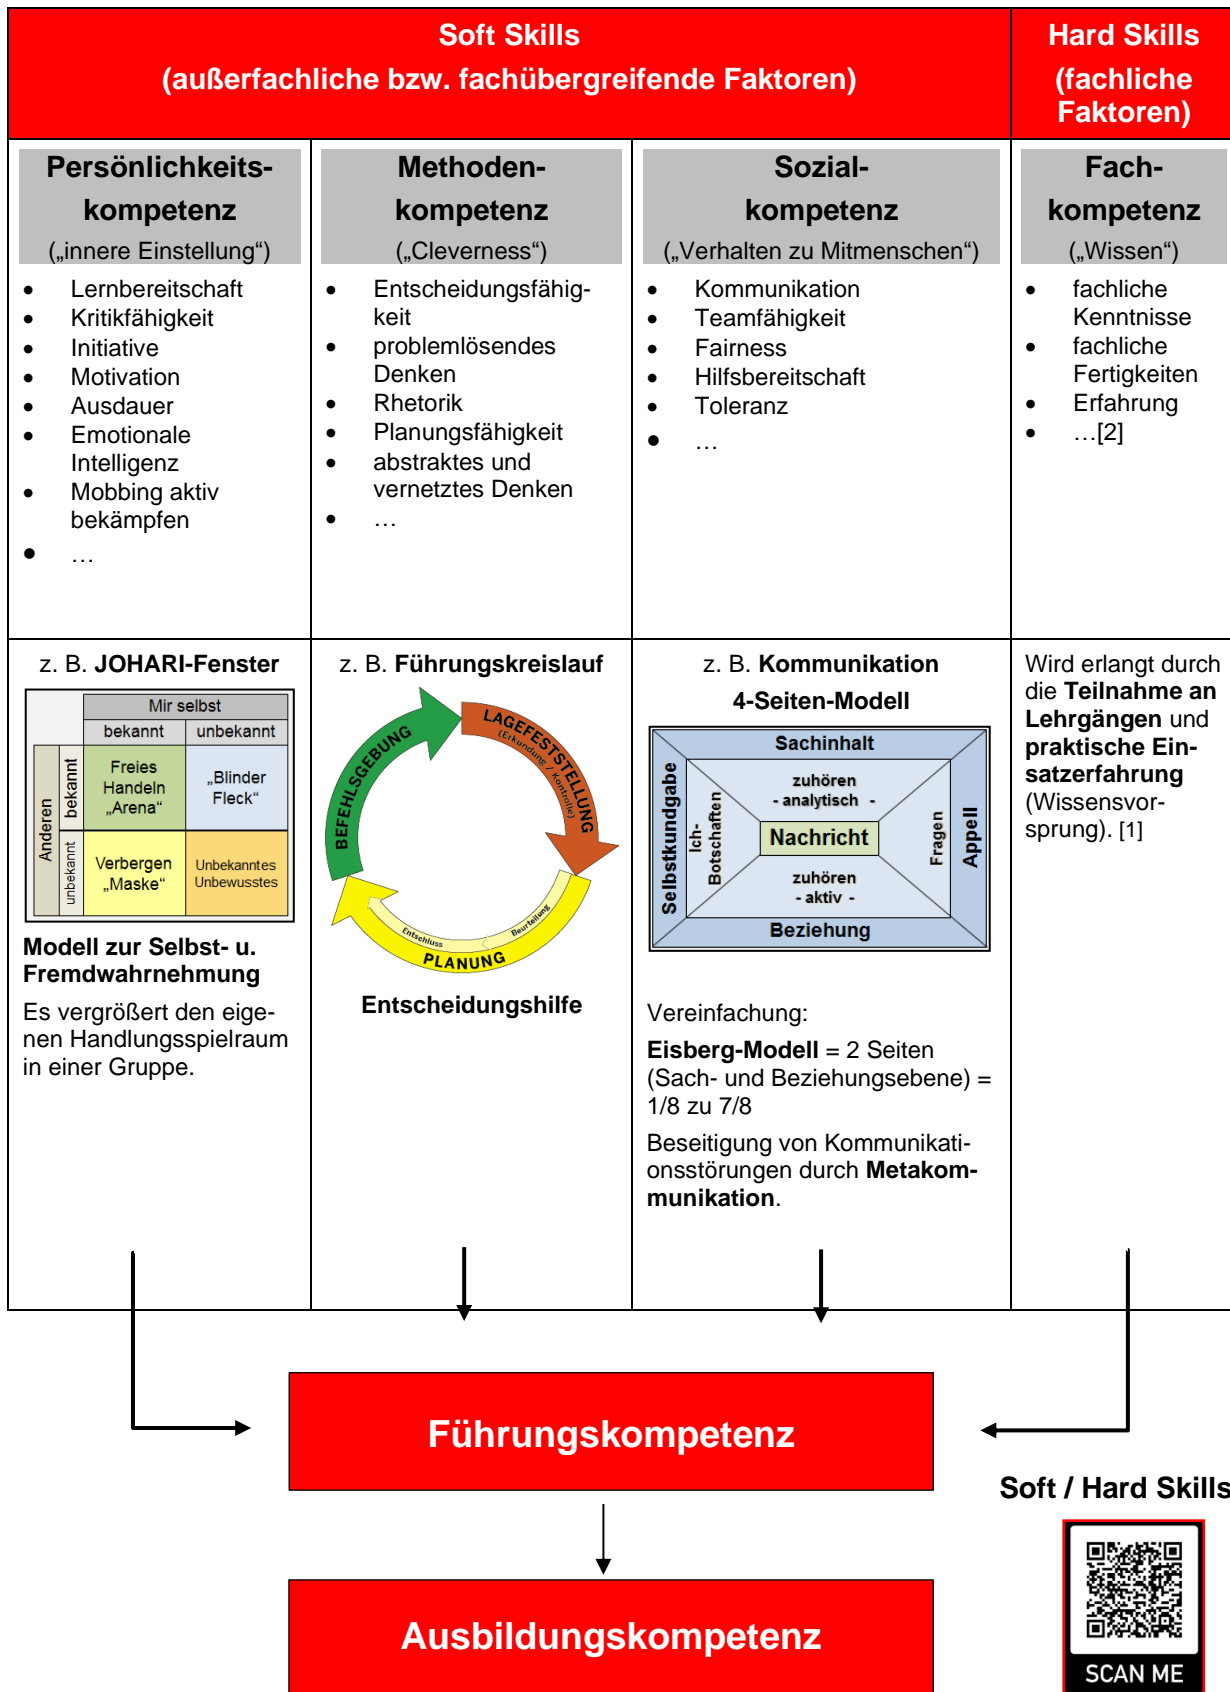 Soft Skills
(außerfachliche bzw. fachübergreifende Faktoren)
Hard Skills
(fachliche
Faktoren)
Persönlichkeits-
kompetenz
(„innere Einstellung“)
• Lernbereitschaft
• Kritikfähigkeit
• Initiative
• Motivation
• Ausdauer
• Emotionale
Intelligenz
• Mobbing aktiv
bekämpfen
• …
Methoden-
kompetenz
(„Cleverness“)
• Entscheidungsfähig-
keit
• problemlösendes
Denken
• Rhetorik
• Planungsfähigkeit
• abstraktes und
vernetztes Denken
• …
Sozial-
kompetenz
(„Verhalten zu Mitmenschen“)
• Kommunikation
• Teamfähigkeit
• Fairness
• Hilfsbereitschaft
• Toleranz
• …
Fach-
kompetenz
(„Wissen“)
• fachliche
Kenntnisse
• fachliche
Fertigkeiten
• Erfahrung
• …[2]
z. B. JOHARI-Fenster
Mir selbst
bekannt
unbekannt
Anderen
bekannt
Freies
Handeln
„Arena“
„Blinder
Fleck“
unbekannt
Verbergen
„Maske“
Unbekanntes
Unbewusstes
Modell zur Selbst- u.
Fremdwahrnehmung
Es vergrößert den eige-
nen Handlungsspielraum
in einer Gruppe.
z. B. Führungskreislauf
LAGEFESTSTELLUNG
(Erkundung / Kontrolle)
BEFEHLSGEBUNG
Entschluss
Beurteilung
PLANUNG
Entscheidungshilfe
z. B. Kommunikation
4-Seiten-Modell
Sachinhalt
Selbstkundgabe
Ich-
Botschaften
zuhören
- analytisch -
Nachricht
zuhören
- aktiv -
Fragen
Appell
Beziehung
Vereinfachung:
Eisberg-Modell = 2 Seiten
(Sach- und Beziehungsebene) =
1/8 zu 7/8
Beseitigung von Kommunikati-
onsstörungen durch Metakom-
munikation.
Wird erlangt durch
die Teilnahme an
Lehrgängen und
praktische Ein-
satzerfahrung
(Wissensvor-
sprung). [1]
Führungskompetenz
Soft / Hard Skills
Ausbildungskompetenz
SCAN ME